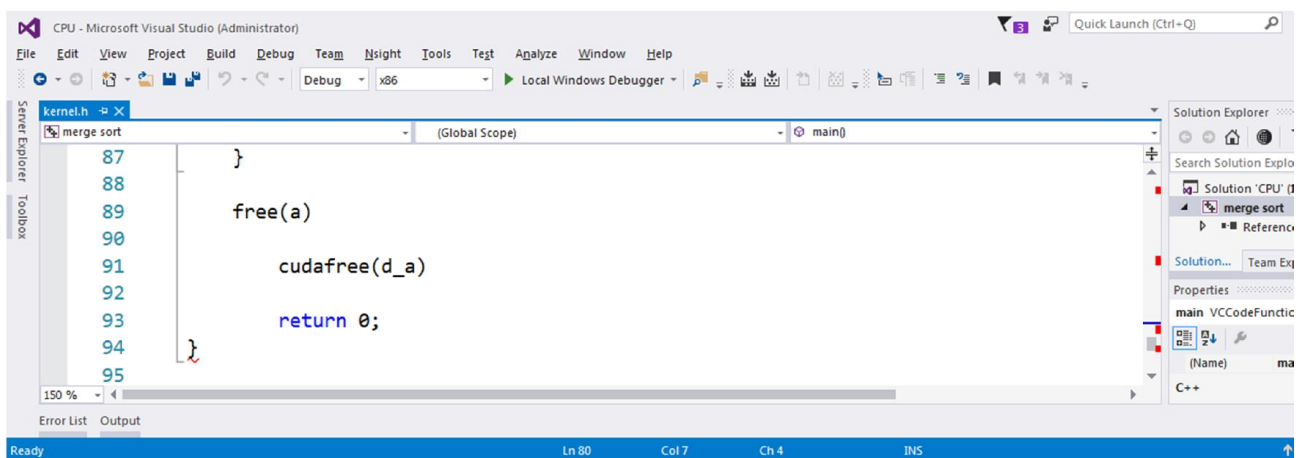 CPU - Microsoft Visual Studio (Administrator)
3
Quick Launch (Ctrl+Q)
File Edit View Project Build Debug Team Nsight Tools Test Analyze Window Help
Debug x86 Local Windows Debugger
Server Explorer
Toolbox
kernel.h
merge sort (Global Scope) main()
87 }
88
89 free(a)
90
91 cudafree(d_a)
92
93 return 0;
94 }
95
150 %
Solution Explorer
Search Solution Explo
Solution 'CPU' (1
merge sort
Reference
Solution... Team Exp
Properties
main VCCodeFunctio
(Name) ma
C++
Error List Output
Ready Ln 80 Col 7 Ch 4 INS